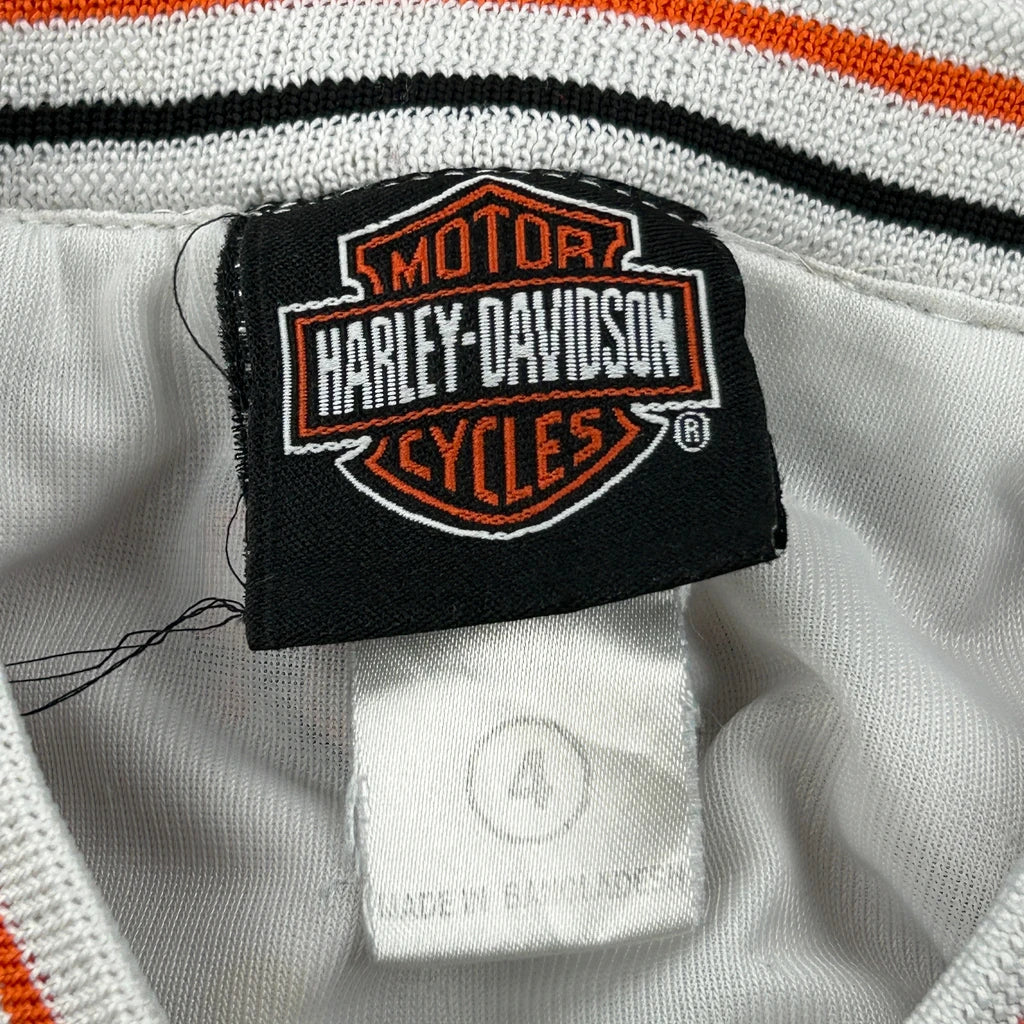 MOTOR
HARLEY-DAVIDSON
CYCLES
®
4
MADE IN BANGLADESH